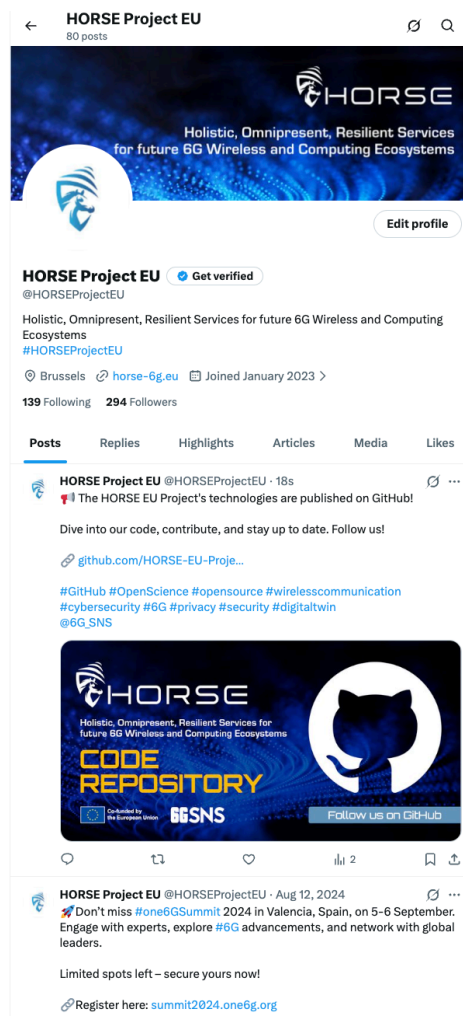 HORSE Project EU
80 posts
HORSE
Holistic, Omnipresent, Resilient Services
for future 6G Wireless and Computing Ecosystems
Edit profile
HORSE Project EU Get verified
@HORSEProjectEU
Holistic, Omnipresent, Resilient Services for future 6G Wireless and Computing
Ecosystems
#HORSEProjectEU
Brussels horse-6g.eu Joined January 2023
139 Following 294 Followers
Posts Replies Highlights Articles Media Likes
HORSE Project EU @HORSEProjectEU · 18s
📢 The HORSE EU Project's technologies are published on GitHub!
Dive into our code, contribute, and stay up to date. Follow us!
🔗 github.com/HORSE-EU-Proje…
#GitHub #OpenScience #opensource #wirelesscommunication
#cybersecurity #6G #privacy #security #digitaltwin
@6G_SNS
HORSE
Holistic, Omnipresent, Resilient Services for
future 6G Wireless and Computing Ecosystems
CODE
REPOSITORY
Co-funded by
the European Union
6GSNS
Follow us on GitHub
2
HORSE Project EU @HORSEProjectEU · Aug 12, 2024
🚀Don't miss #one6GSummit 2024 in Valencia, Spain, on 5-6 September.
Engage with experts, explore #6G advancements, and network with global
leaders.
Limited spots left – secure yours now!
🔗Register here: summit2024.one6g.org